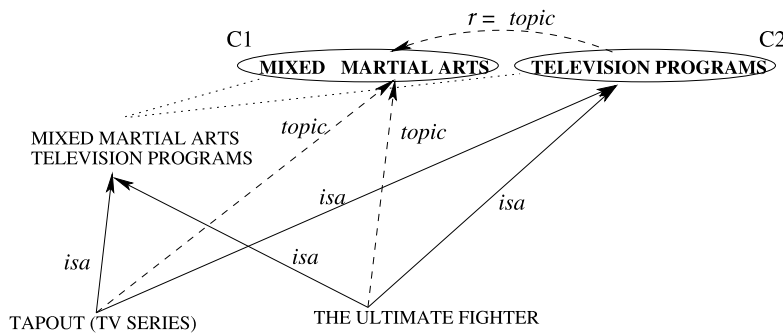 r = topic
C1
C2
MIXED MARTIAL ARTS
TELEVISION PROGRAMS
topic
topic
MIXED MARTIAL ARTS
TELEVISION PROGRAMS
isa
isa
isa
isa
TAPOUT (TV SERIES)
THE ULTIMATE FIGHTER